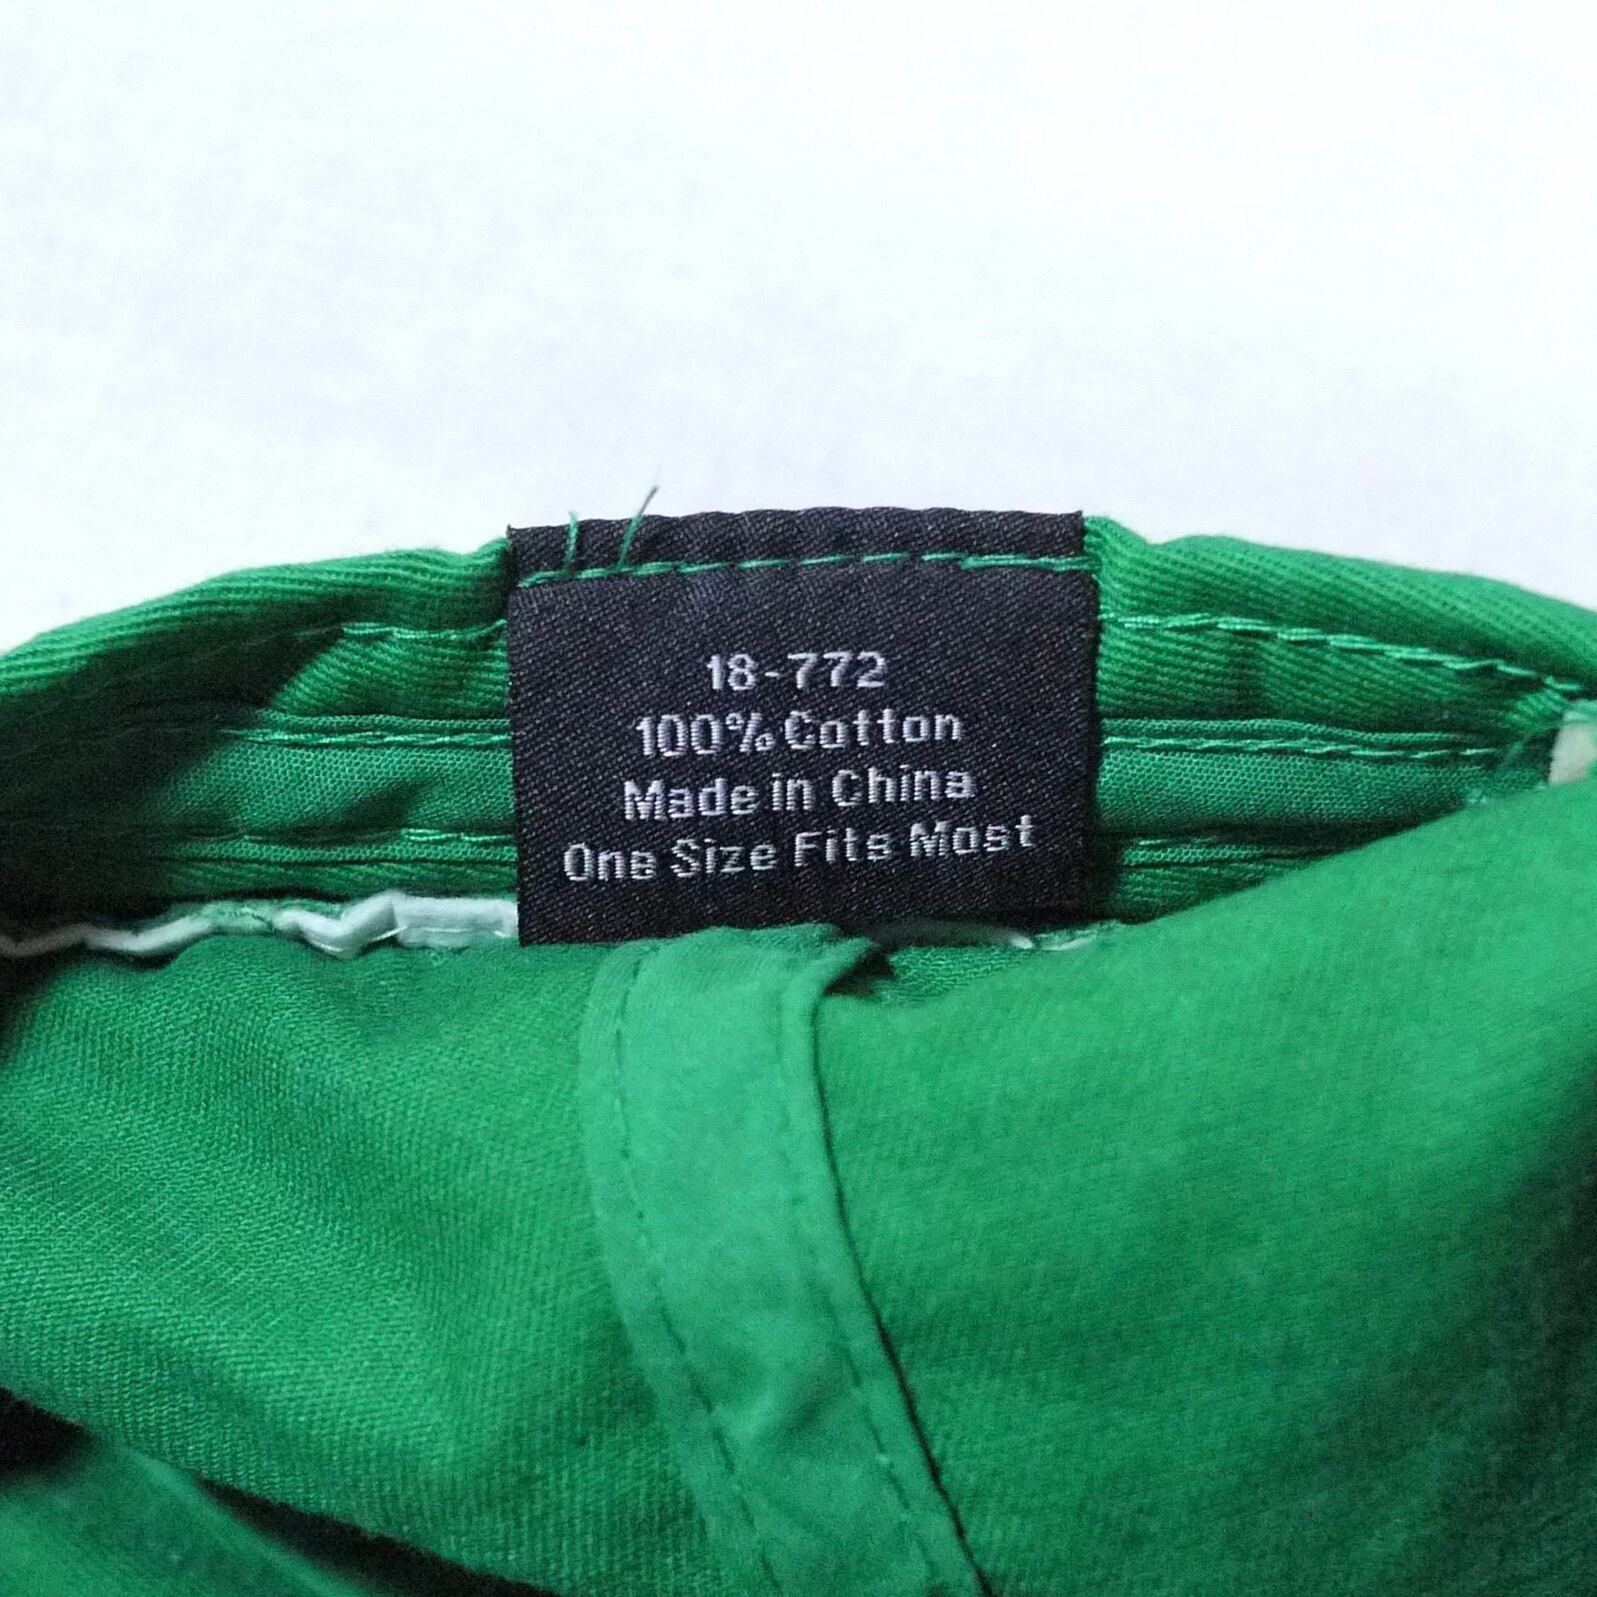 18-772
100% Cotton
Made in China
One Size Fits Most